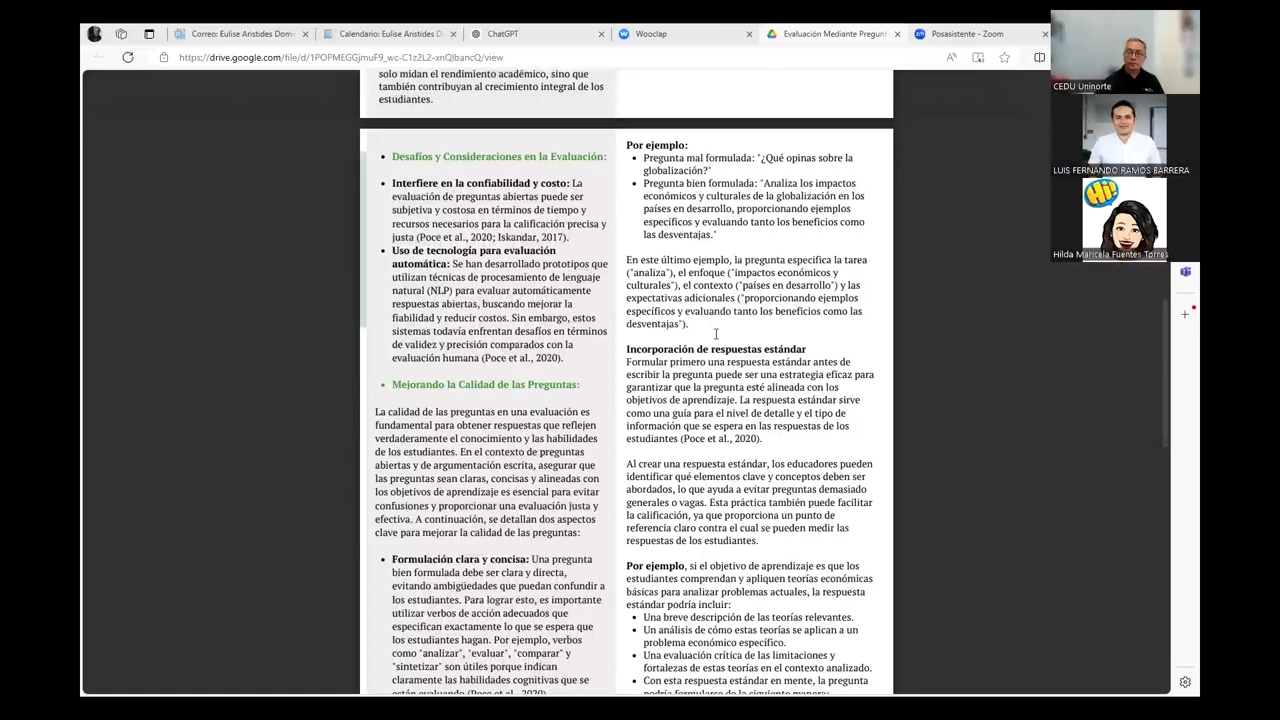 Correo: Eulise Aristides Domi
Calendario: Eulise Aristides D
ChatGPT
Wooclap
Evaluación Mediante Pregunt
Posasistente - Zoom
https://drive.google.com/file/d/1POPMEGGjmuF9_wc-C1z2L2-xnQlbancQ/view
solo midan el rendimiento académico, sino que
también contribuyan al crecimiento integral de los
estudiantes.
• Desafíos y Consideraciones en la Evaluación:
• Interfiere en la confiabilidad y costo: La
evaluación de preguntas abiertas puede ser
subjetiva y costosa en términos de tiempo y
recursos necesarios para la calificación precisa y
justa (Poce et al., 2020; Iskandar, 2017).
• Uso de tecnología para evaluación
automática: Se han desarrollado prototipos que
utilizan técnicas de procesamiento de lenguaje
natural (NLP) para evaluar automáticamente
respuestas abiertas, buscando mejorar la
fiabilidad y reducir costos. Sin embargo, estos
sistemas todavía enfrentan desafíos en términos
de validez y precisión comparados con la
evaluación humana (Poce et al., 2020).
• Mejorando la Calidad de las Preguntas:
La calidad de las preguntas en una evaluación es
fundamental para obtener respuestas que reflejen
verdaderamente el conocimiento y las habilidades
de los estudiantes. En el contexto de preguntas
abiertas y de argumentación escrita, asegurar que
las preguntas sean claras, concisas y alineadas con
los objetivos de aprendizaje es esencial para evitar
confusiones y proporcionar una evaluación justa y
efectiva. A continuación, se detallan dos aspectos
clave para mejorar la calidad de las preguntas:
• Formulación clara y concisa: Una pregunta
bien formulada debe ser clara y directa,
evitando ambigüedades que puedan confundir a
los estudiantes. Para lograr esto, es importante
utilizar verbos de acción adecuados que
especifican exactamente lo que se espera que
los estudiantes hagan. Por ejemplo, verbos
como "analizar", "evaluar", "comparar" y
"sintetizar" son útiles porque indican
claramente las habilidades cognitivas que se
están evaluando (Poce et al., 2020).
Por ejemplo:
• Pregunta mal formulada: "¿Qué opinas sobre la
globalización?"
• Pregunta bien formulada: "Analiza los impactos
económicos y culturales de la globalización en los
países en desarrollo, proporcionando ejemplos
específicos y evaluando tanto los beneficios como
las desventajas."
En este último ejemplo, la pregunta especifica la tarea
("analiza"), el enfoque ("impactos económicos y
culturales"), el contexto ("países en desarrollo") y las
expectativas adicionales ("proporcionando ejemplos
específicos y evaluando tanto los beneficios como las
desventajas").
Incorporación de respuestas estándar
Formular primero una respuesta estándar antes de
escribir la pregunta puede ser una estrategia eficaz para
garantizar que la pregunta esté alineada con los
objetivos de aprendizaje. La respuesta estándar sirve
como una guía para el nivel de detalle y el tipo de
información que se espera en las respuestas de los
estudiantes (Poce et al., 2020).
Al crear una respuesta estándar, los educadores pueden
identificar qué elementos clave y conceptos deben ser
abordados, lo que ayuda a evitar preguntas demasiado
generales o vagas. Esta práctica también puede facilitar
la calificación, ya que proporciona un punto de
referencia claro contra el cual se pueden medir las
respuestas de los estudiantes.
Por ejemplo, si el objetivo de aprendizaje es que los
estudiantes comprendan y apliquen teorías económicas
básicas para analizar problemas actuales, la respuesta
estándar podría incluir:
• Una breve descripción de las teorías relevantes.
• Un análisis de cómo estas teorías se aplican a un
problema económico específico.
• Una evaluación crítica de las limitaciones y
fortalezas de estas teorías en el contexto analizado.
• Con esta respuesta estándar en mente, la pregunta
podría formularse de la siguiente manera:
CEDU Uninorte
LUIS FERNANDO RAMOS BARRERA
Hi!
Hilda Maricela Fuentes Torres